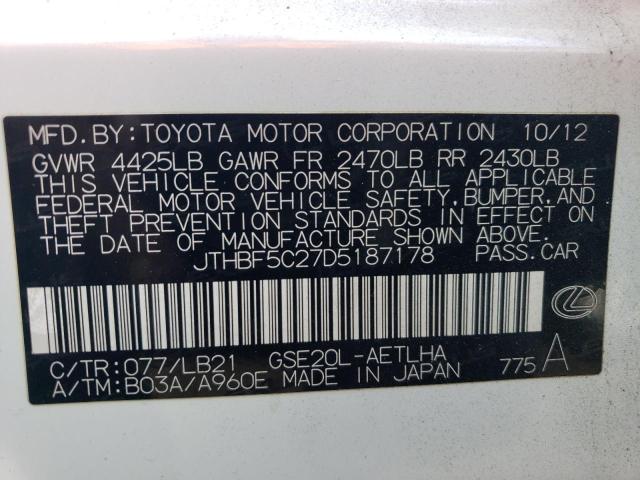 MFD.BY:TOYOTA MOTOR CORPORATION 10/12
GVWR 4425LB GAWR FR 2470LB RR 2430LB
THIS VEHICLE CONFORMS TO ALL APPLICABLE
FEDERAL MOTOR VEHICLE SAFETY,BUMPER,AND
THEFT PREVENTION STANDARDS IN EFFECT ON
THE DATE OF MANUFACTURE SHOWN ABOVE.
JTHBF5C27D5187178 PASS.CAR
C/TR:077/LB21 GSE20L-AETLHA
A/TM:B03A/A960E MADE IN JAPAN 775 A